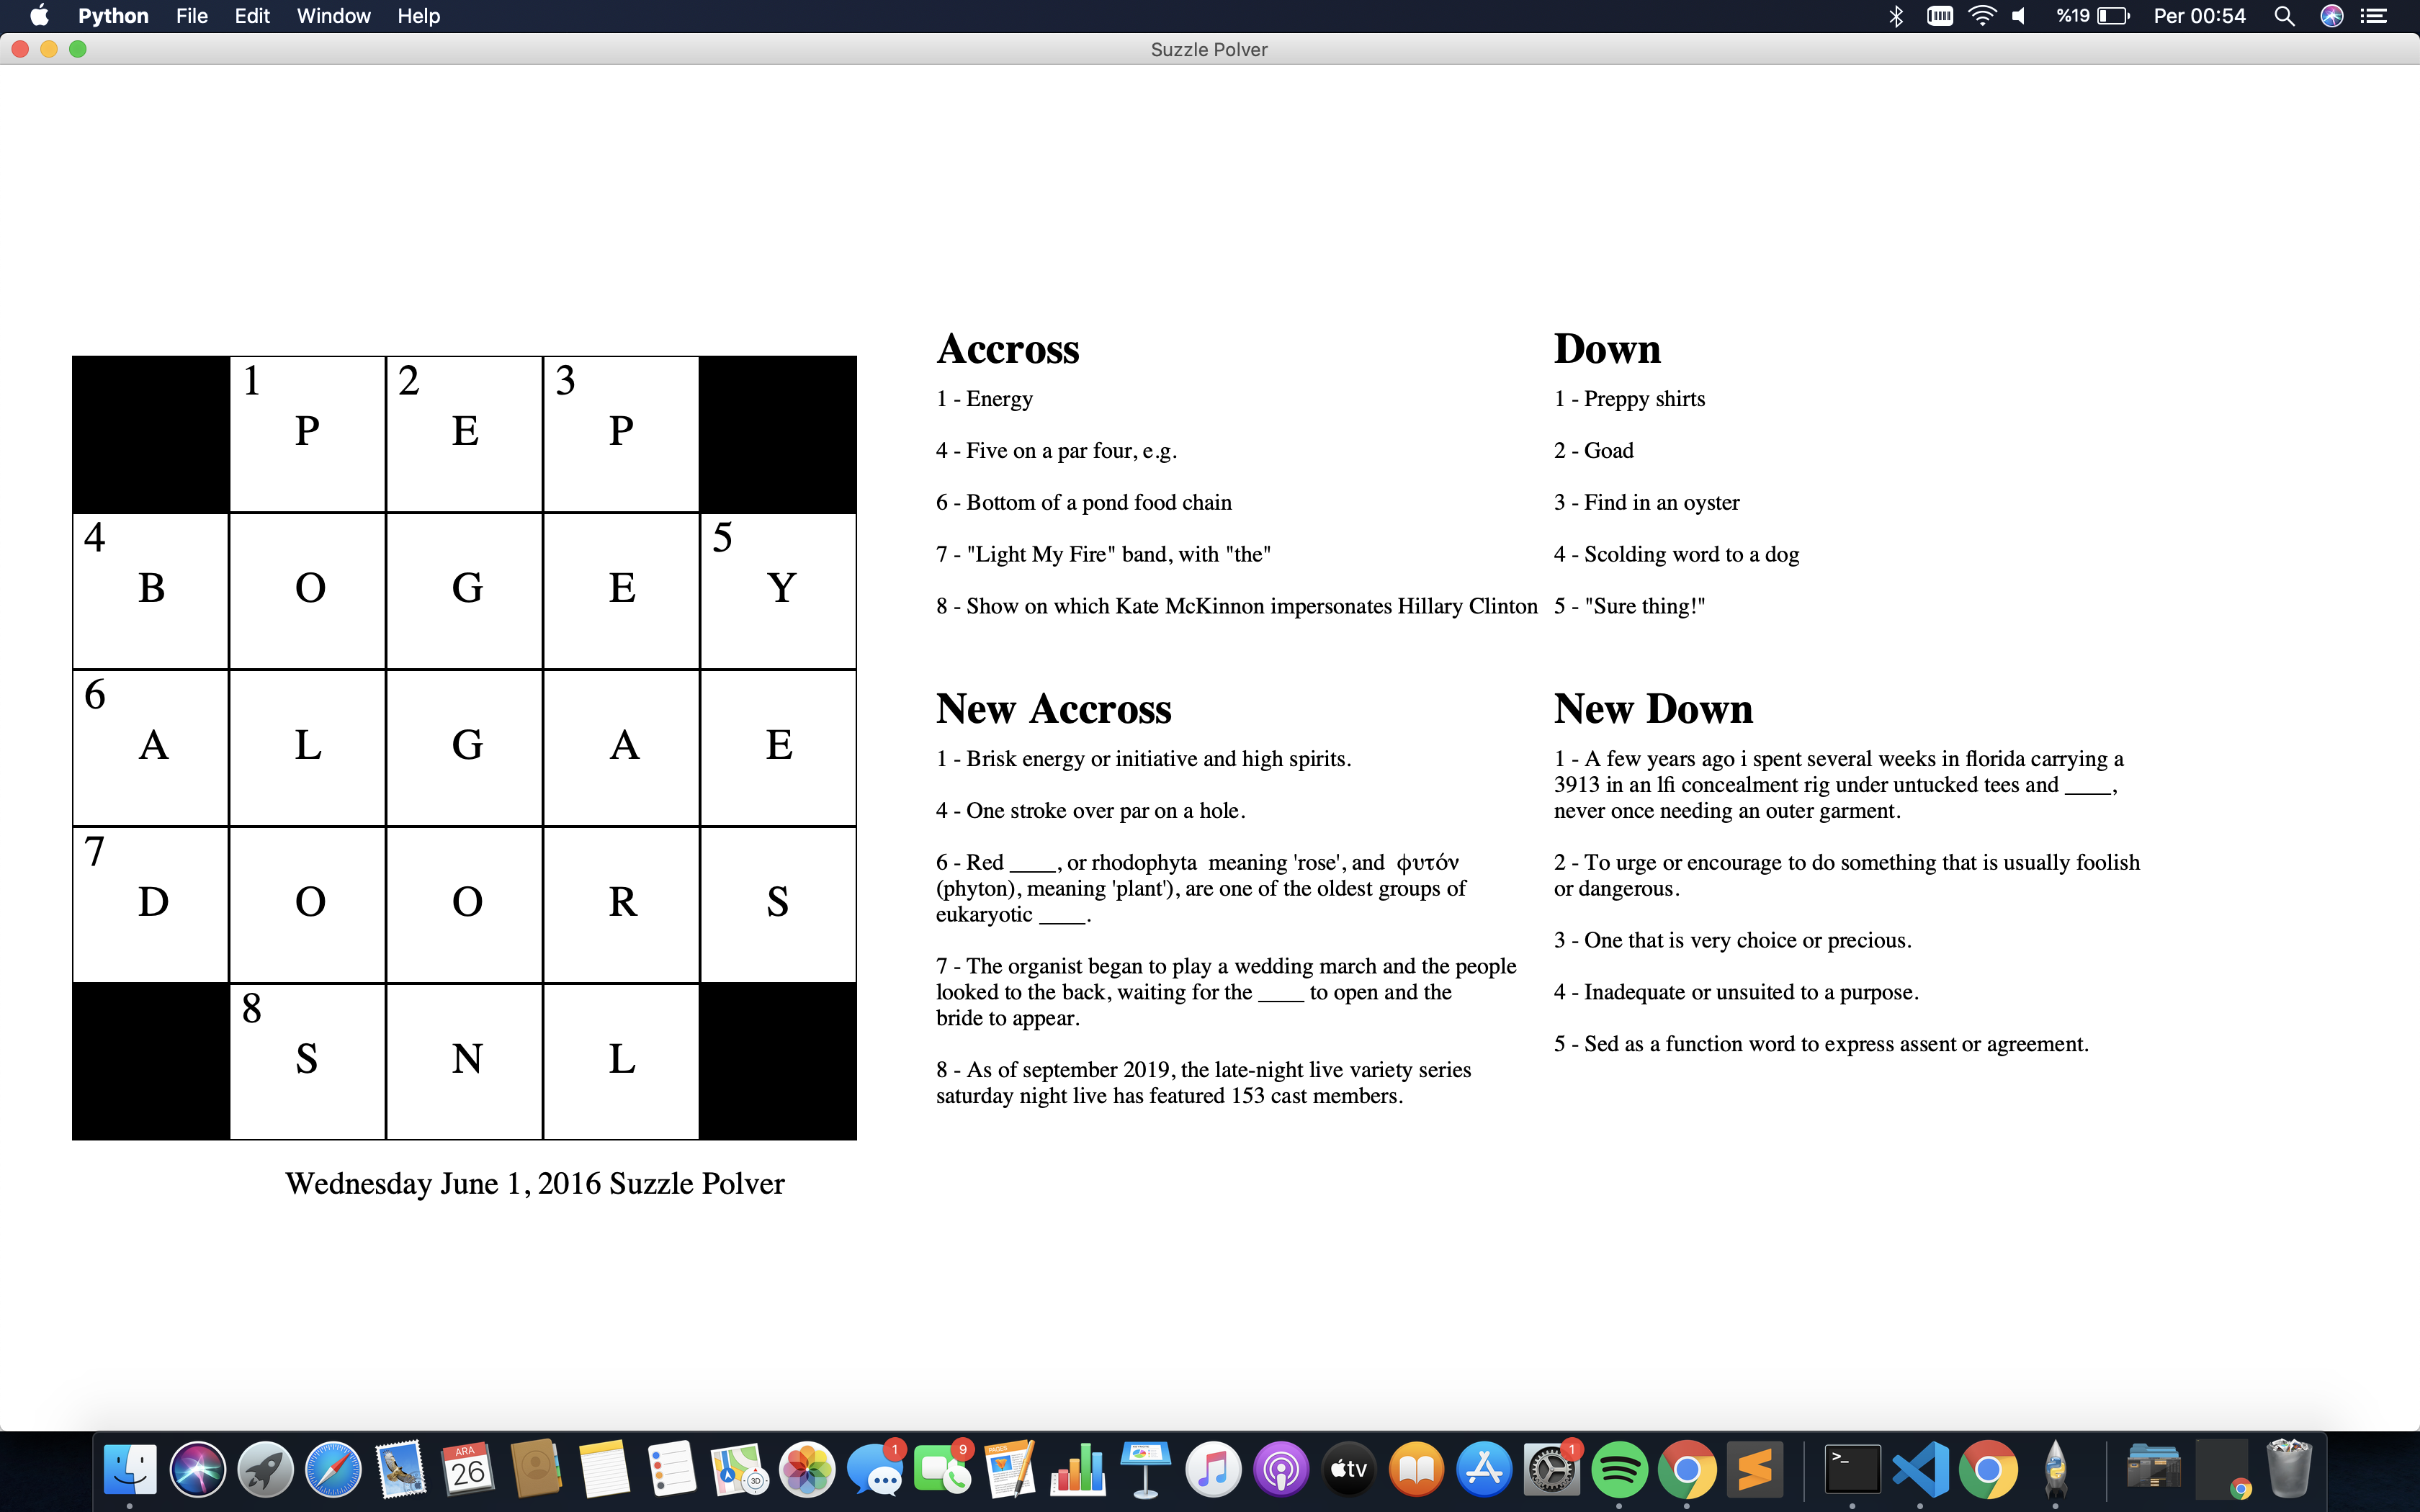 Python File Edit Window Help %19 Per 00:54
Suzzle Polver
1 2 3
P E P
4 5
B O G E Y
6
A L G A E
7
D O O R S
8
S N L
Wednesday June 1, 2016 Suzzle Polver
Accross
1 - Energy
4 - Five on a par four, e.g.
6 - Bottom of a pond food chain
7 - "Light My Fire" band, with "the"
8 - Show on which Kate McKinnon impersonates Hillary Clinton
Down
1 - Preppy shirts
2 - Goad
3 - Find in an oyster
4 - Scolding word to a dog
5 - "Sure thing!"
New Accross
1 - Brisk energy or initiative and high spirits.
4 - One stroke over par on a hole.
6 - Red ____, or rhodophyta  meaning 'rose', and  φυτόν
(phyton), meaning 'plant'), are one of the oldest groups of
eukaryotic ____.
7 - The organist began to play a wedding march and the people
looked to the back, waiting for the ____ to open and the
bride to appear.
8 - As of september 2019, the late-night live variety series
saturday night live has featured 153 cast members.
New Down
1 - A few years ago i spent several weeks in florida carrying a
3913 in an lfi concealment rig under untucked tees and ____,
never once needing an outer garment.
2 - To urge or encourage to do something that is usually foolish
or dangerous.
3 - One that is very choice or precious.
4 - Inadequate or unsuited to a purpose.
5 - Sed as a function word to express assent or agreement.
ARA
26
3D
1
9
PAGES
tv
1
>_